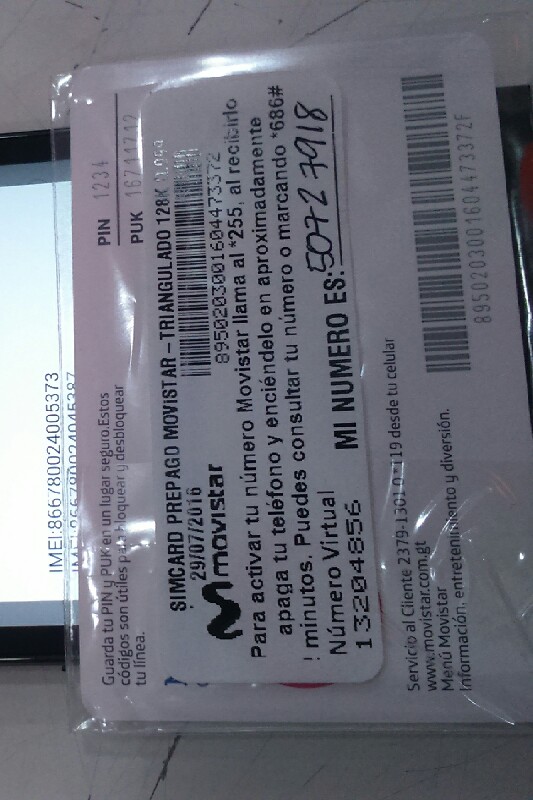 IMEI:866780024005373
Guarda tu PIN y PUK en un lugar seguro.Estos
códigos son útiles para bloquear y desbloquear
tu línea.
PIN 1234
PUK 16711712
SIMCARD PREPAGO MOVISTAR - TRIANGULADO 128K
29/07/2016
8950203001604473372
movistar
Para activar tu número Movistar llama al *255, al recibirlo
apaga tu teléfono y enciéndelo en aproximadamente
minutos. Puedes consultar tu número o marcando *686#
Número Virtual
13204856
MI NUMERO ES: 50727918
Servicio al Cliente 2379-1301 o *119 desde tu celular
www.movistar.com.gt
Menú Movistar
Información, entretenimiento y diversión.
8950203001604473372F